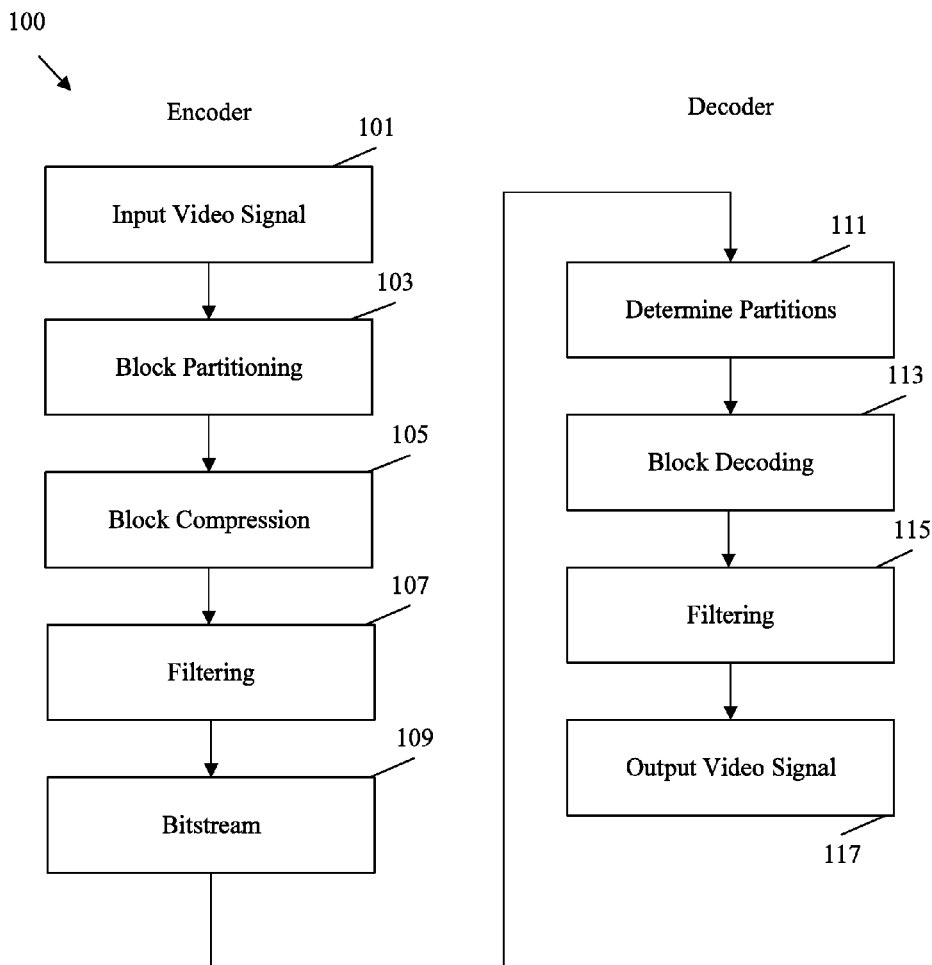 100
Encoder
101
Input Video Signal
103
Block Partitioning
105
Block Compression
107
Filtering
109
Bitstream
Decoder
111
Determine Partitions
113
Block Decoding
115
Filtering
Output Video Signal
117